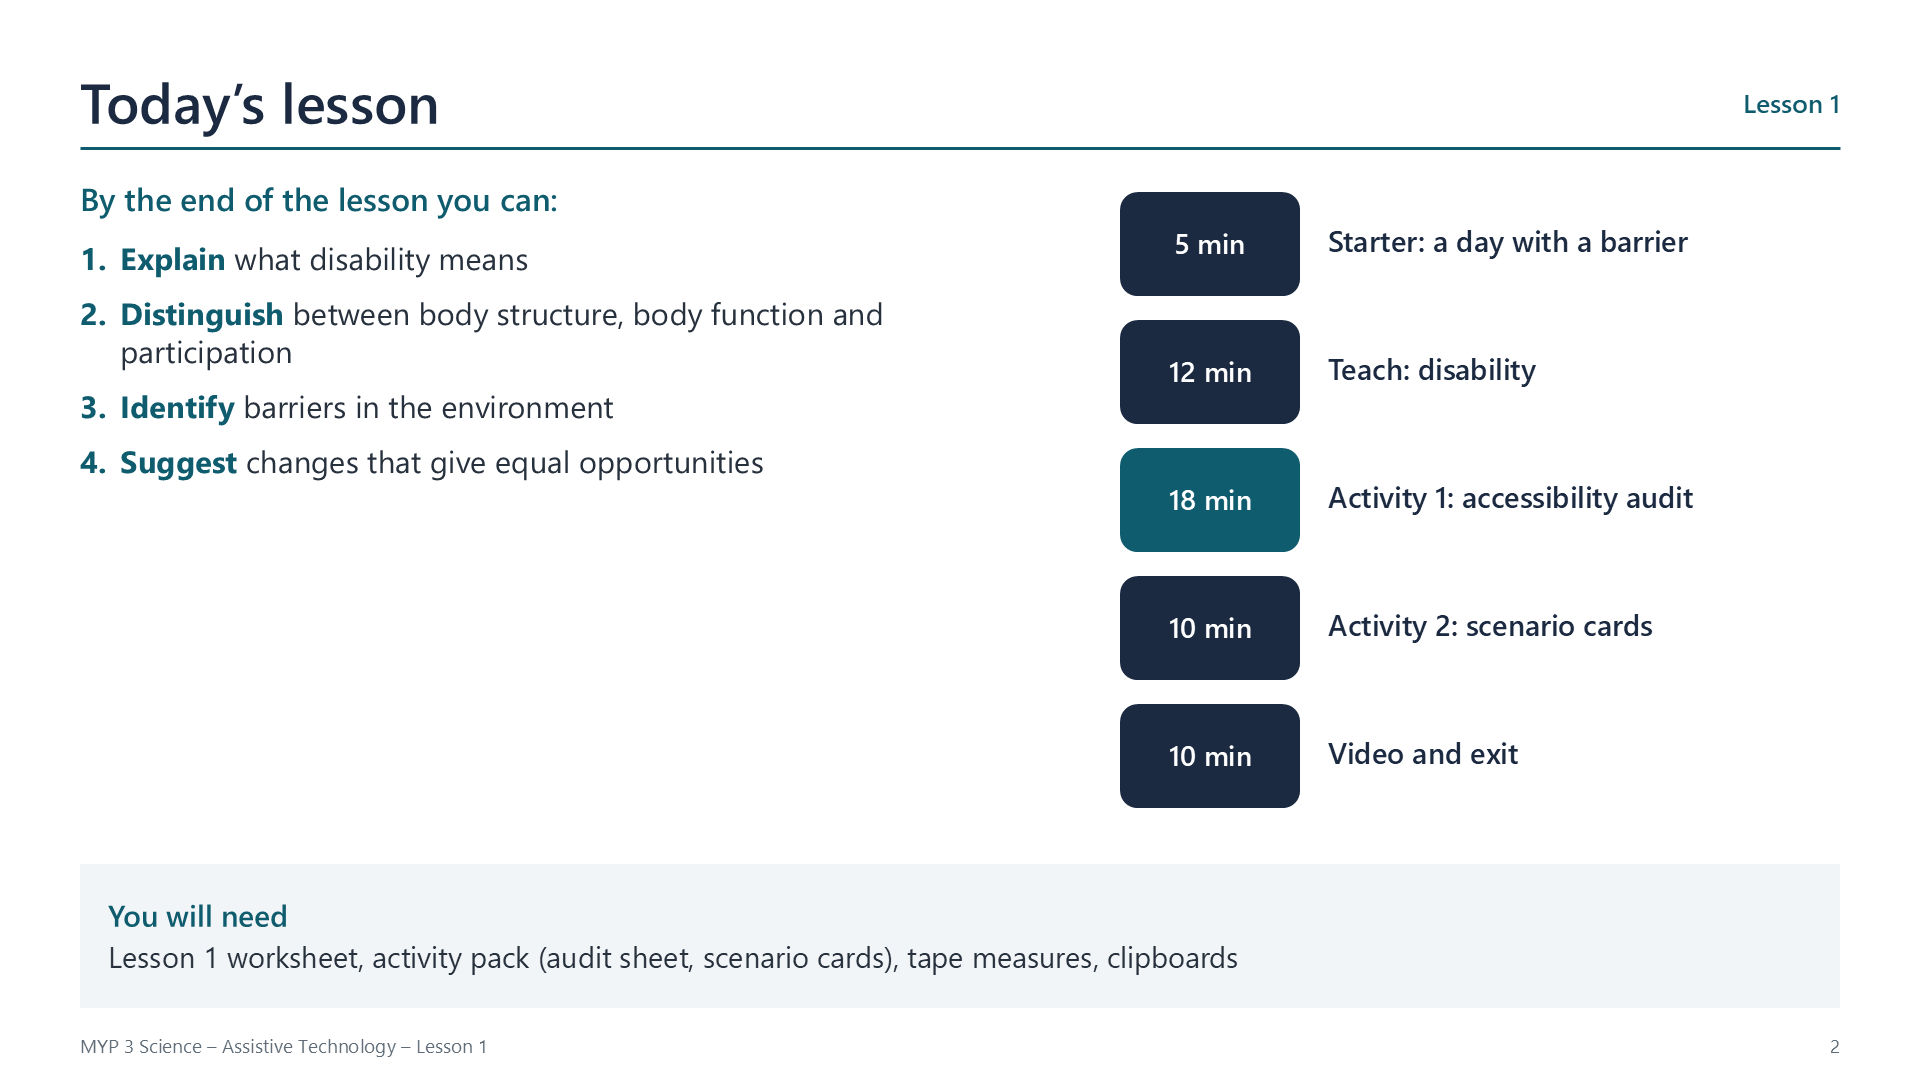 Today’s lesson
Lesson 1
By the end of the lesson you can:
1. Explain what disability means
2. Distinguish between body structure, body function and
participation
3. Identify barriers in the environment
4. Suggest changes that give equal opportunities
5 min
Starter: a day with a barrier
12 min
Teach: disability
18 min
Activity 1: accessibility audit
10 min
Activity 2: scenario cards
10 min
Video and exit
You will need
Lesson 1 worksheet, activity pack (audit sheet, scenario cards), tape measures, clipboards
MYP 3 Science – Assistive Technology – Lesson 1
2